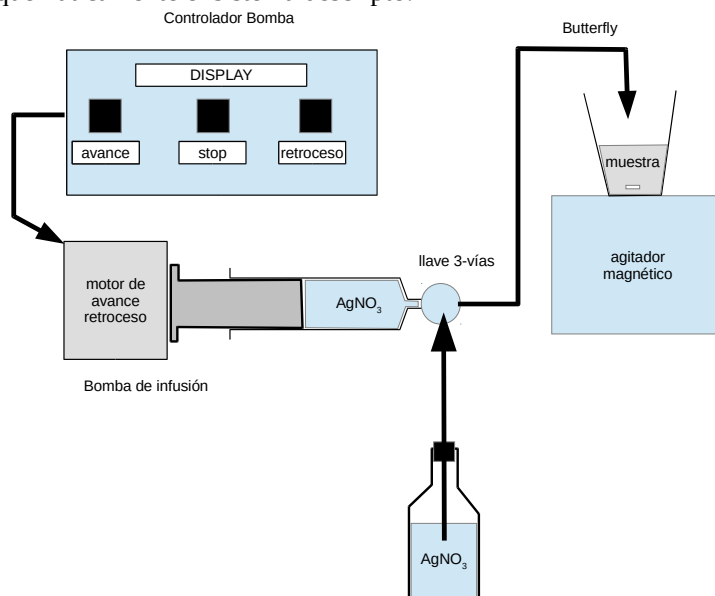 Controlador Bomba
Butterfly
DISPLAY
avance
stop
retroceso
muestra
llave 3-vías
agitador
magnético
motor de
avance
retroceso
AgNO3
Bomba de infusión
AgNO3